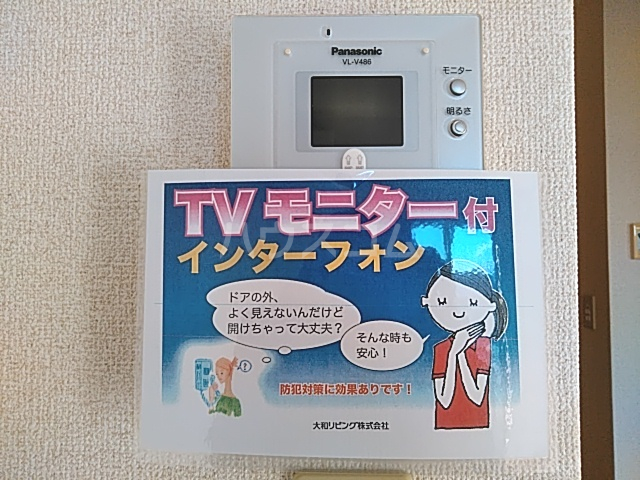 Panasonic
VL-V486
モニター
明るさ
TVモニター付
インターフォン
ドアの外、
よく見えないんだけど
開けちゃって大丈夫？
そんな時も
安心！
!?
防犯対策に効果ありです！
大和リビング株式会社